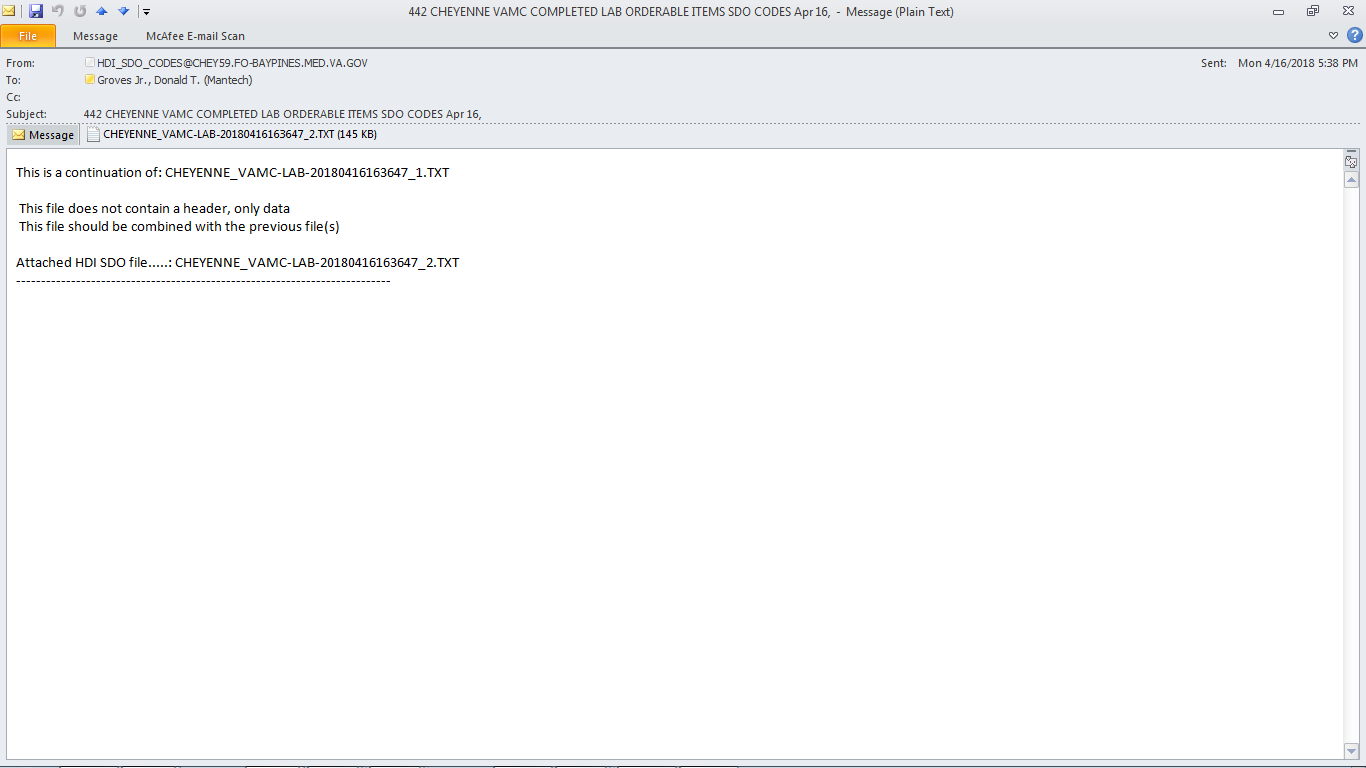 442 CHEYENNE VAMC COMPLETED LAB ORDERABLE ITEMS SDO CODES Apr 16,  -  Message (Plain Text)
File Message McAfee E-mail Scan
From: HDI_SDO_CODES@CHEY59.FO-BAYPINES.MED.VA.GOV Sent: Mon 4/16/2018 5:38 PM
To: Groves Jr., Donald T. (Mantech)
Cc:
Subject: 442 CHEYENNE VAMC COMPLETED LAB ORDERABLE ITEMS SDO CODES Apr 16,
Message CHEYENNE_VAMC-LAB-20180416163647_2.TXT (145 KB)
This is a continuation of: CHEYENNE_VAMC-LAB-20180416163647_1.TXT
This file does not contain a header, only data
This file should be combined with the previous file(s)
Attached HDI SDO file.....: CHEYENNE_VAMC-LAB-20180416163647_2.TXT
---------------------------------------------------------------------------